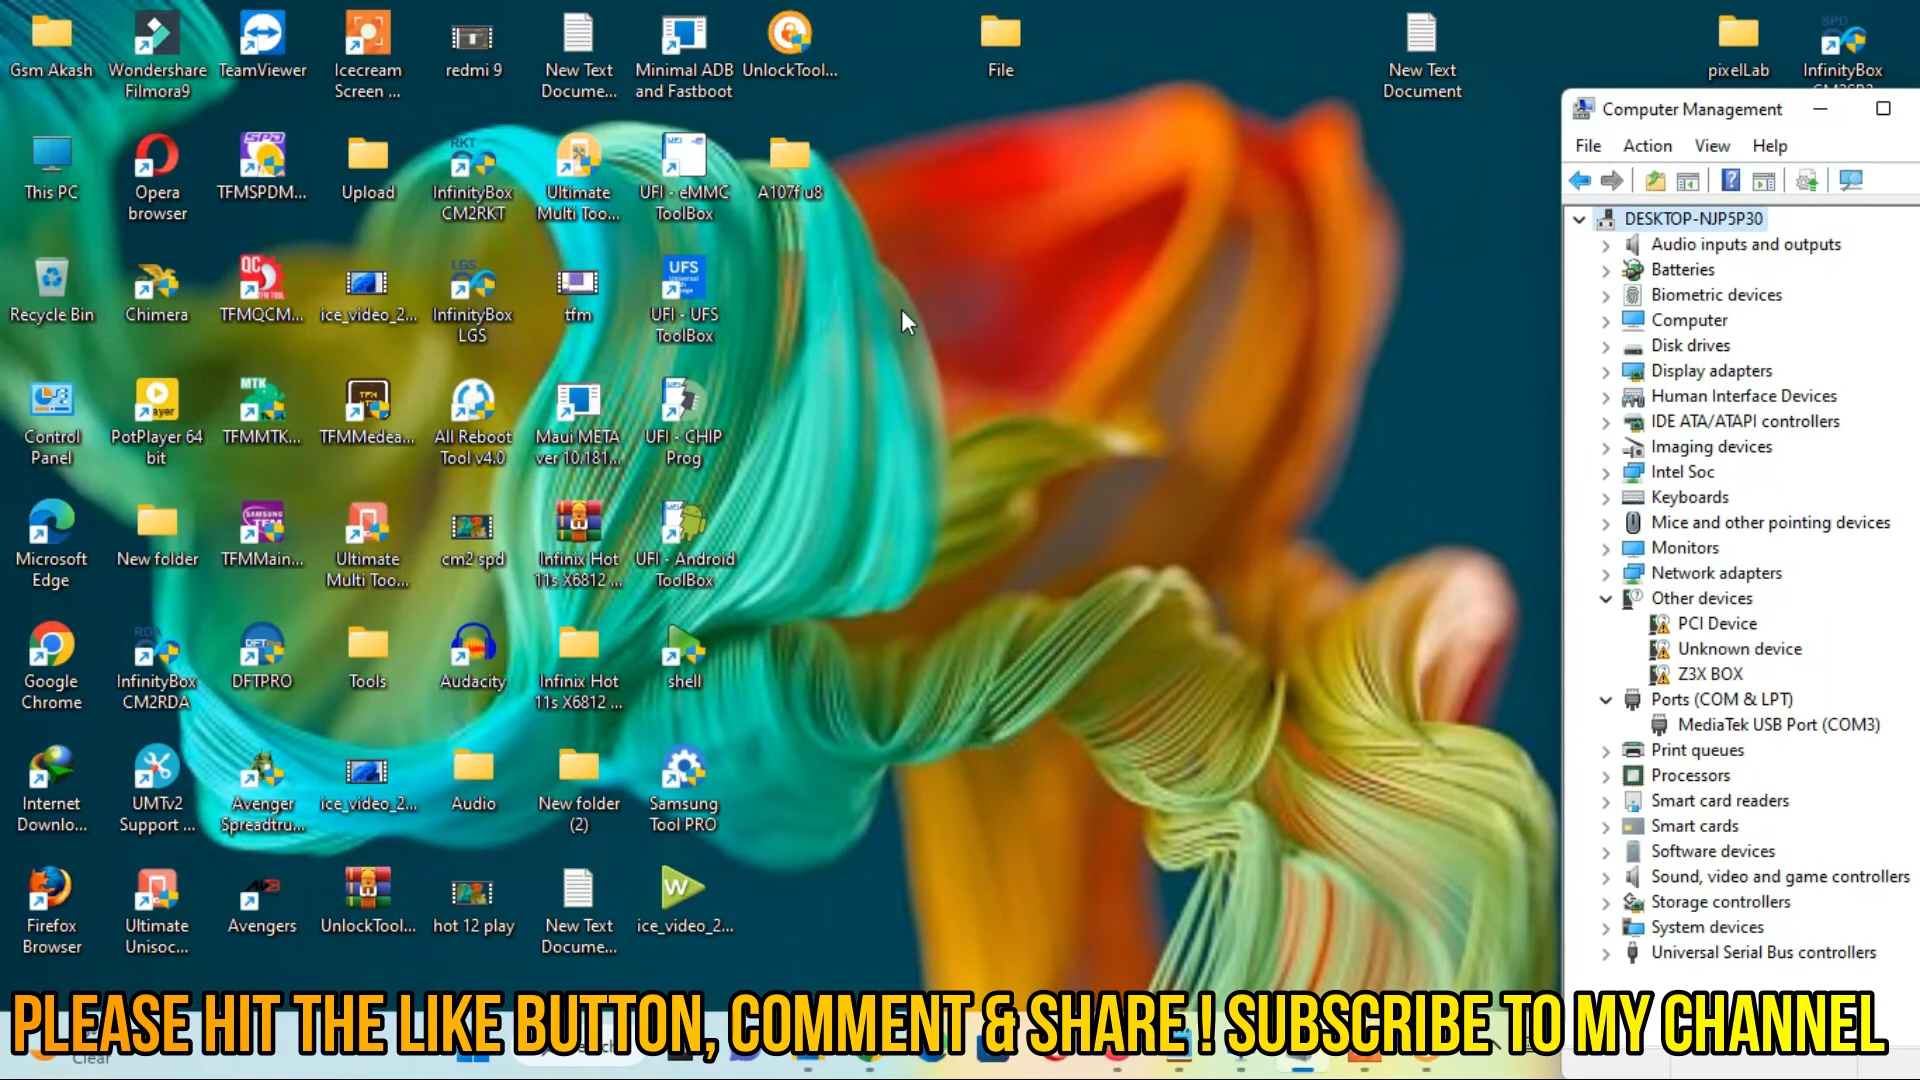 Gsm Akash
Wondershare
Filmora9
TeamViewer
Icecream
Screen ...
redmi 9
New Text
Docume...
Minimal ADB
and Fastboot
UnlockTool...
File
New Text
Document
pixelLab
SPD
InfinityBox
This PC
Opera
browser
SPD
TFMSPDM...
Upload
RKT
InfinityBox
CM2RKT
Ultimate
Multi Too...
UFI
UFI - eMMC
ToolBox
A107f u8
Recycle Bin
Chimera
QC
TFMQCM...
ice_video_2...
LGS
InfinityBox
LGS
tfm
UFS
UFI - UFS
ToolBox
Control
Panel
PotPlayer 64
bit
MTK
TFMMTK...
TFMMedea...
All Reboot
Tool v4.0
Maui META
ver 10.181...
UFI - CHIP
Prog
Microsoft
Edge
New folder
SAMSUNG
TFM
TFMMain...
Ultimate
Multi Too...
cm2 spd
Infinix Hot
11s X6812 ...
UFI - Android
ToolBox
Google
Chrome
RDA
InfinityBox
CM2RDA
DFTPRO
Tools
Audacity
Infinix Hot
11s X6812 ...
shell
Internet
Downlo...
UMTv2
Support ...
Avenger
Spreadtru...
ice_video_2...
Audio
New folder
(2)
Samsung
Tool PRO
Firefox
Browser
Ultimate
Unisoc...
Avengers
UnlockTool...
hot 12 play
New Text
Docume...
W
ice_video_2...
Computer Management
File Action View Help
DESKTOP-NJP5P30
Audio inputs and outputs
Batteries
Biometric devices
Computer
Disk drives
Display adapters
Human Interface Devices
IDE ATA/ATAPI controllers
Imaging devices
Intel Soc
Keyboards
Mice and other pointing devices
Monitors
Network adapters
Other devices
PCI Device
Unknown device
Z3X BOX
Ports (COM & LPT)
MediaTek USB Port (COM3)
Print queues
Processors
Smart card readers
Smart cards
Software devices
Sound, video and game controllers
Storage controllers
System devices
Universal Serial Bus controllers
PLEASE HIT THE LIKE BUTTON, COMMENT & SHARE ! SUBSCRIBE TO MY CHANNEL
Clear